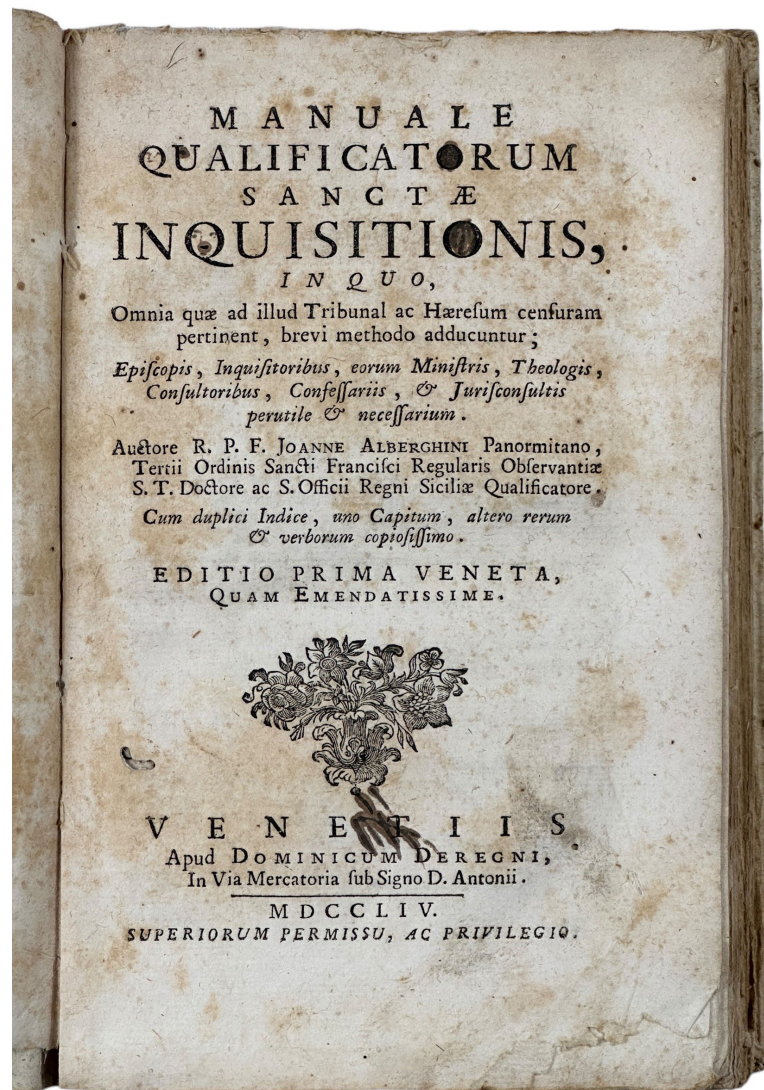 MANUALE
QUALIFICATORUM
SANCTÆ
INQUISITIONIS,
IN QUO,
Omnia quæ ad illud Tribunal ac Hæreſum cenſuram
pertinent, brevi methodo adducuntur;
Epiſcopis, Inquiſitoribus, eorum Miniſtris, Theologis,
Conſultoribus, Confeſſariis, & Juriſconſultis
perutile & neceſſarium.
Auctore R. P. F. JOANNE ALBERGHINI Panormitano,
Tertii Ordinis Sancti Franciſci Regularis Obſervantiæ
S. T. Doctore ac S. Officii Regni Siciliæ Qualificatore.
Cum duplici Indice, uno Capitum, altero rerum
& verborum copioſiſſimo.
EDITIO PRIMA VENETA,
QUAM EMENDATISSIME.
VENETIIS
Apud DOMINICUM DEREGNI,
In Via Mercatoria ſub Signo D. Antonii.
MDCCLIV.
SUPERIORUM PERMISSU, AC PRIVILEGIO.